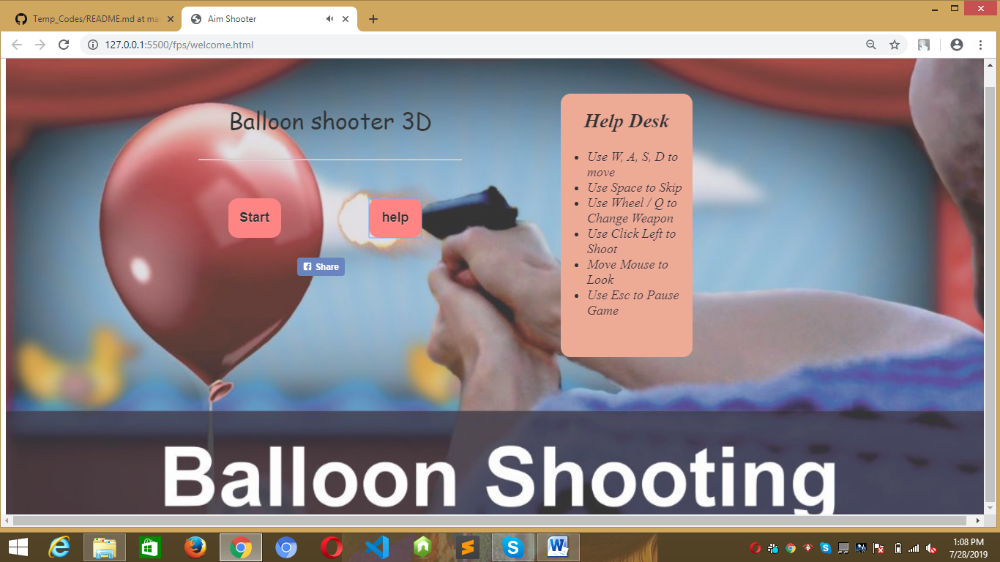 Temp_Codes/README.md at ma
Aim Shooter
127.0.0.1:5500/fps/welcome.html
Balloon shooter 3D
Start
help
Share
Help Desk
Use W, A, S, D to
move
Use Space to Skip
Use Wheel / Q to
Change Weapon
Use Click Left to
Shoot
Move Mouse to
Look
Use Esc to Pause
Game
Balloon Shooting
1:08 PM
7/28/2019